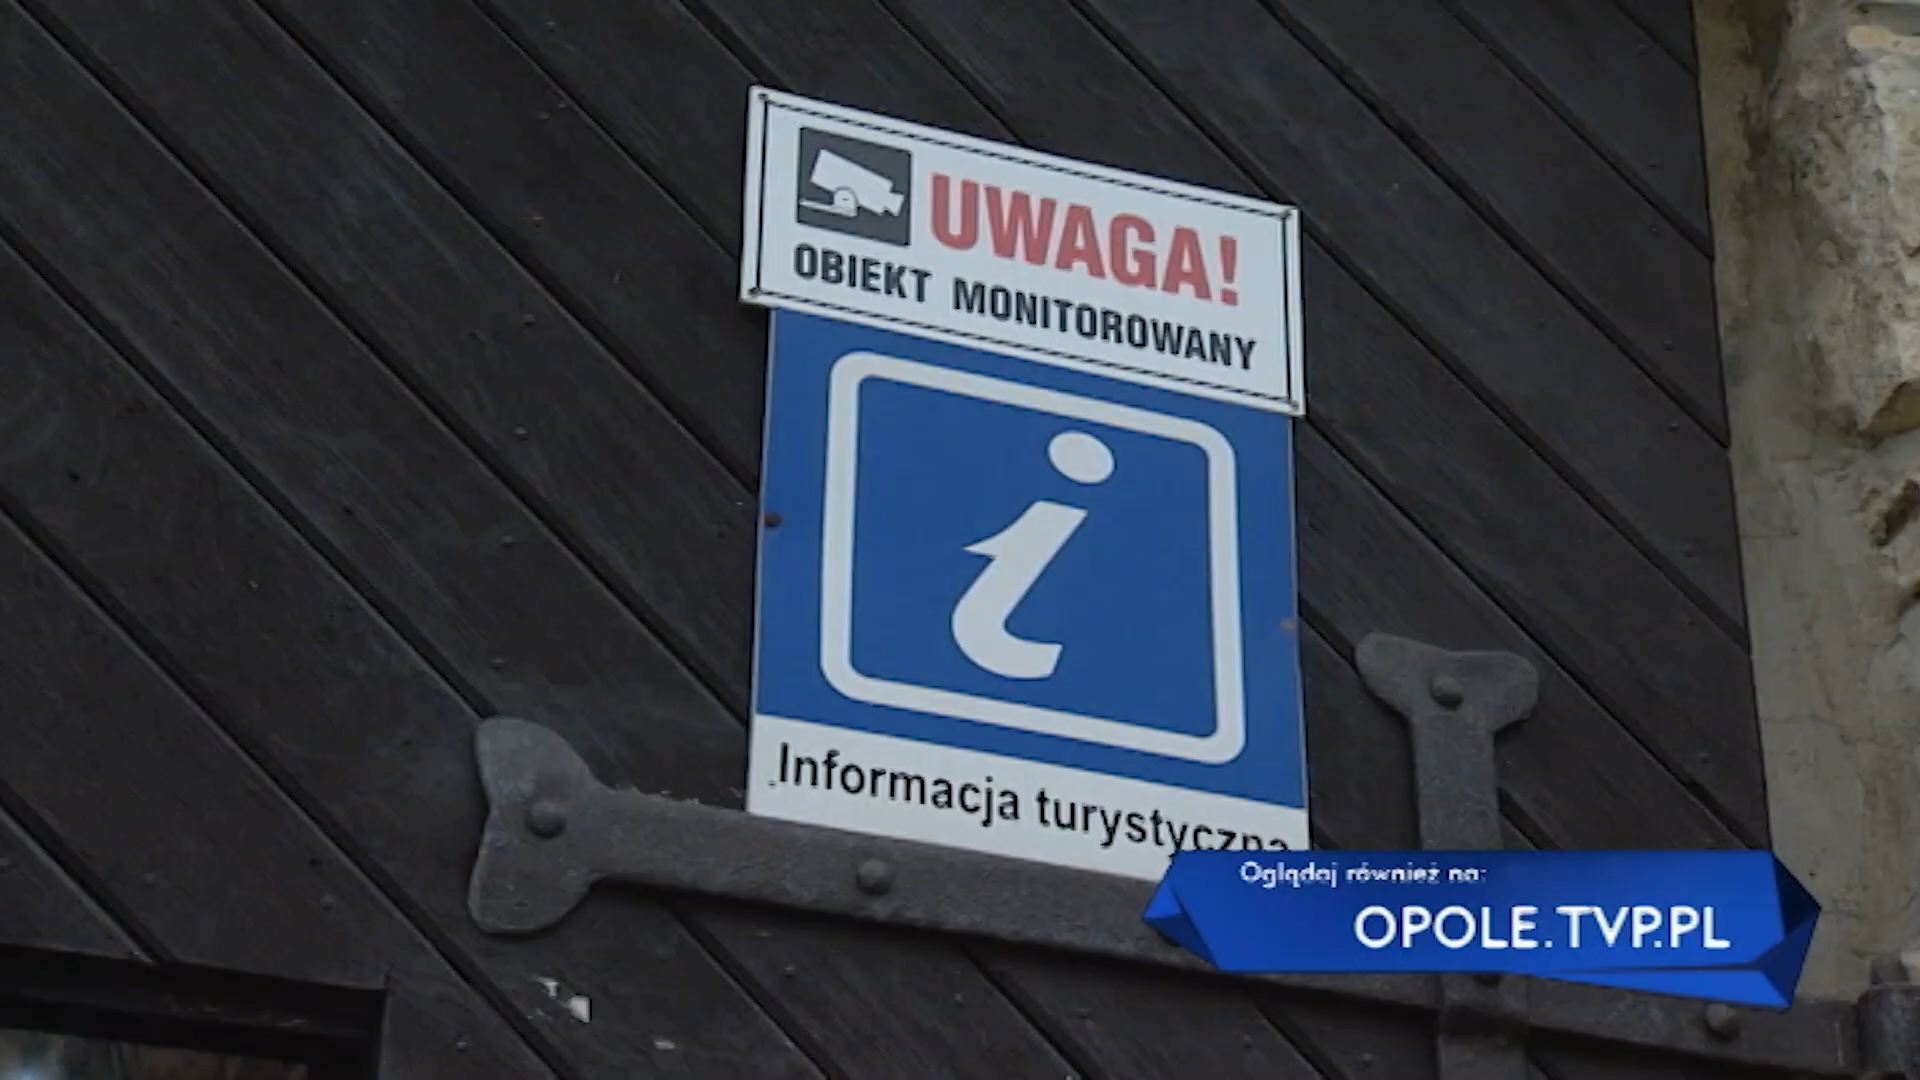 UWAGA!
OBIEKT MONITOROWANY
i
Informacja turystyczna
Oglądaj również na:
OPOLE.TVP.PL